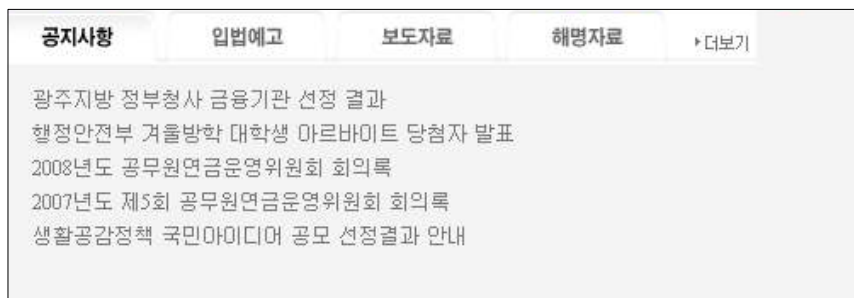 공지사항 입법예고 보도자료 해명자료 더보기
광주지방 정부청사 금융기관 선정 결과
행정안전부 겨울방학 대학생 아르바이트 당첨자 발표
2008년도 공무원연금운영위원회 회의록
2007년도 제5회 공무원연금운영위원회 회의록
생활공감정책 국민아이디어 공모 선정결과 안내